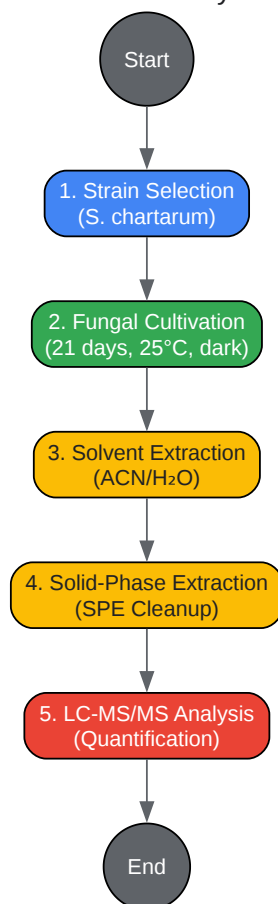 Start
1. Strain Selection
(S. chartarum)
2. Fungal Cultivation
(21 days, 25°C, dark)
3. Solvent Extraction
(ACN/H₂O)
4. Solid-Phase Extraction
(SPE Cleanup)
5. LC-MS/MS Analysis
(Quantification)
End